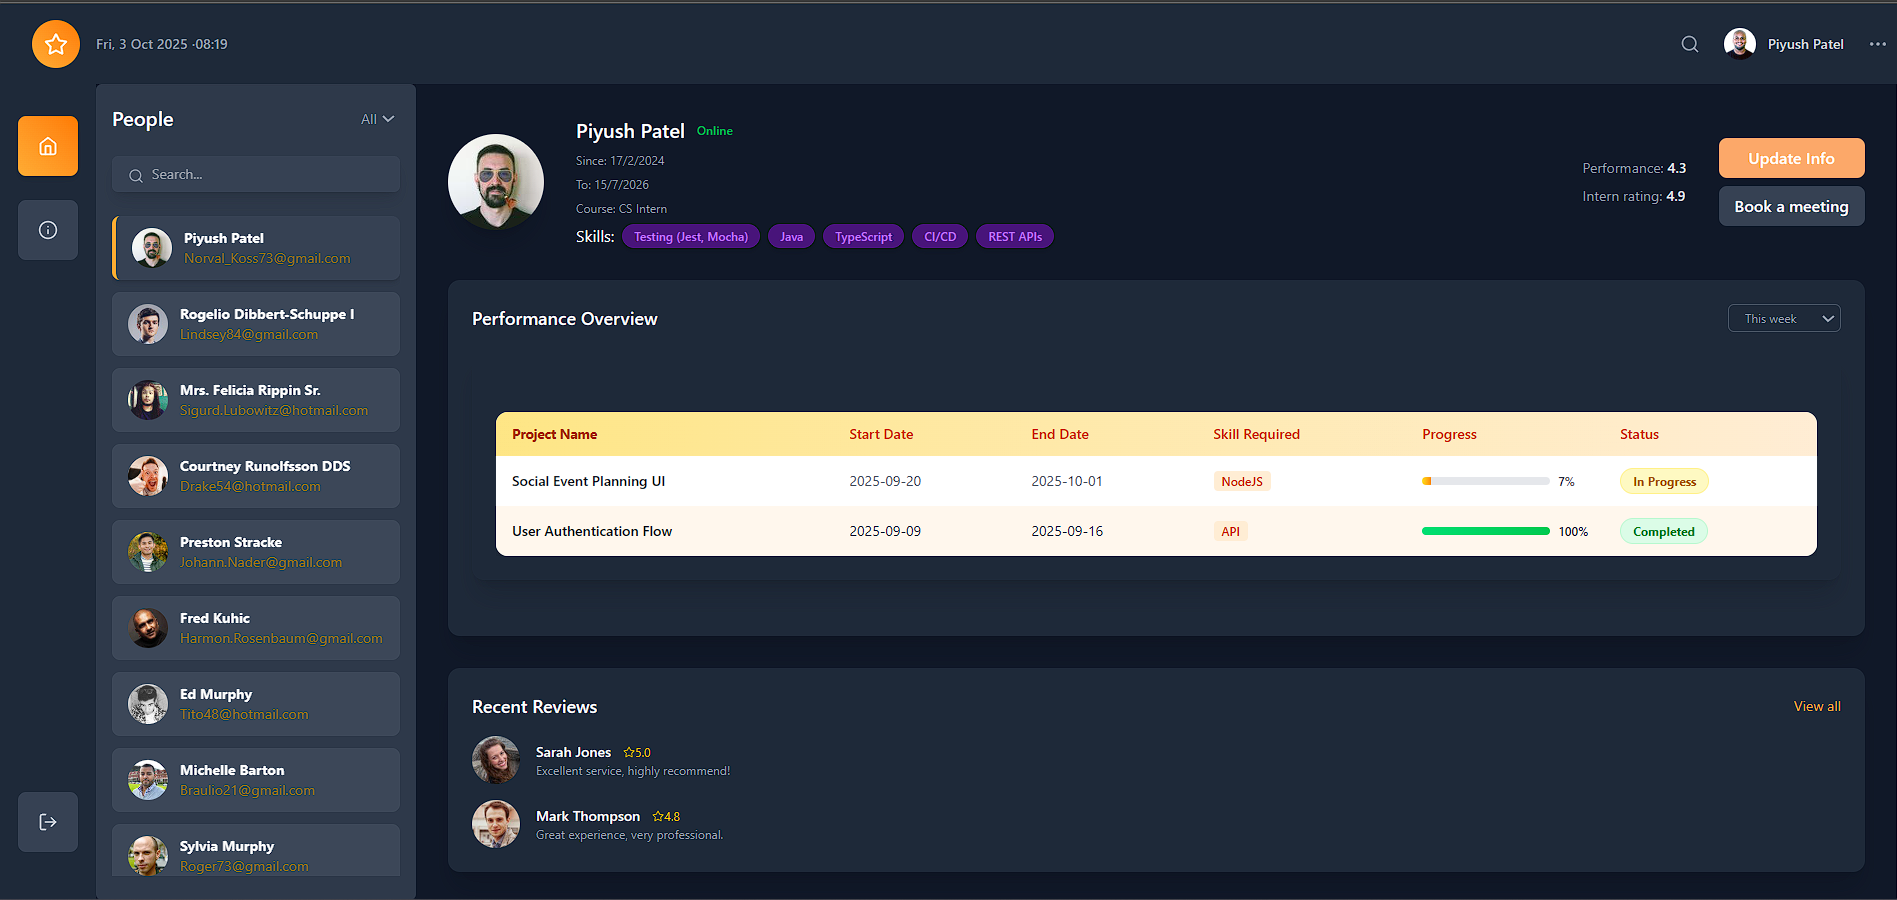 Fri, 3 Oct 2025 ·08:19
Piyush Patel
People
All
Search...
Piyush Patel
Norval_Koss73@gmail.com
Rogelio Dibbert-Schuppe I
Lindsey84@gmail.com
Mrs. Felicia Rippin Sr.
Sigurd.Lubowitz@hotmail.com
Courtney Runolfsson DDS
Drake54@hotmail.com
Preston Stracke
Johann.Nader@gmail.com
Fred Kuhic
Harmon.Rosenbaum@gmail.com
Ed Murphy
Tito48@hotmail.com
Michelle Barton
Braulio21@gmail.com
Sylvia Murphy
Roger73@gmail.com
Piyush Patel Online
Since: 17/2/2024
To: 15/7/2026
Course: CS Intern
Skills: Testing (Jest, Mocha) Java TypeScript CI/CD REST APIs
Performance: 4.3
Intern rating: 4.9
Update Info
Book a meeting
Performance Overview
This week
Project Name Start Date End Date Skill Required Progress Status
Social Event Planning UI 2025-09-20 2025-10-01 NodeJS 7% In Progress
User Authentication Flow 2025-09-09 2025-09-16 API 100% Completed
Recent Reviews
View all
Sarah Jones 5.0
Excellent service, highly recommend!
Mark Thompson 4.8
Great experience, very professional.